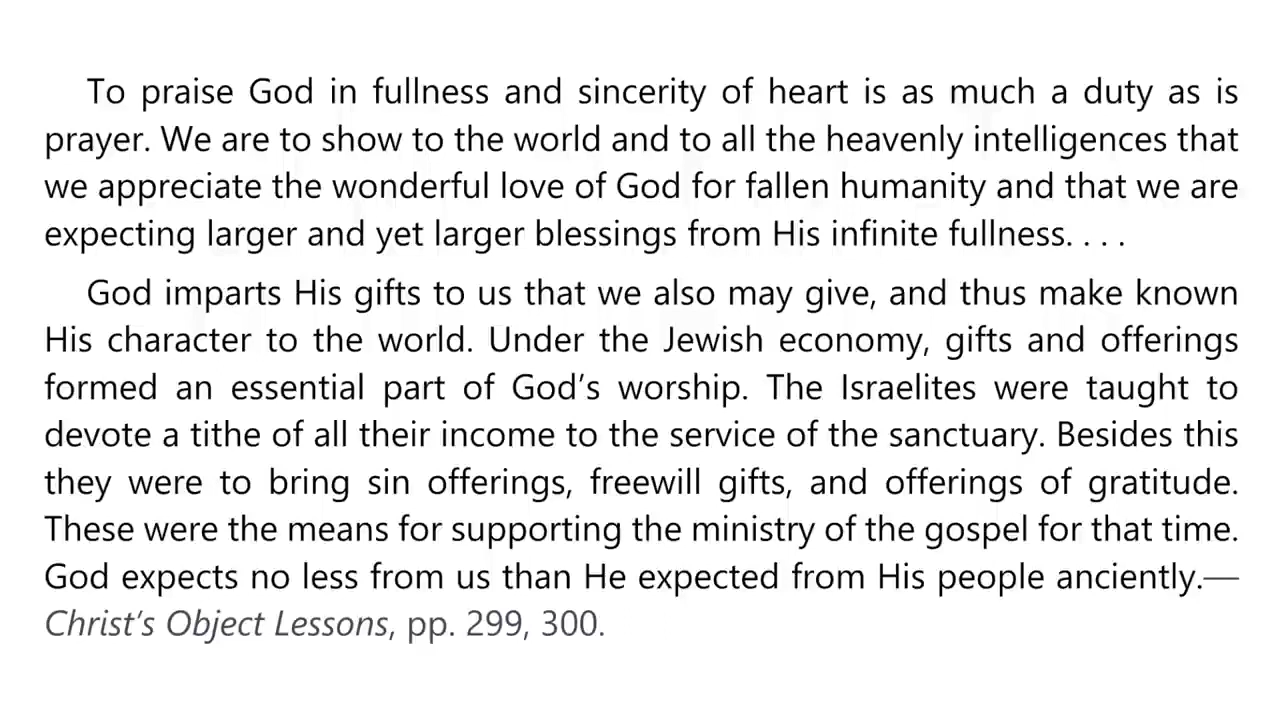 To praise God in fullness and sincerity of heart is as much a duty as is
prayer. We are to show to the world and to all the heavenly intelligences that
we appreciate the wonderful love of God for fallen humanity and that we are
expecting larger and yet larger blessings from His infinite fullness. . . .
God imparts His gifts to us that we also may give, and thus make known
His character to the world. Under the Jewish economy, gifts and offerings
formed an essential part of God’s worship. The Israelites were taught to
devote a tithe of all their income to the service of the sanctuary. Besides this
they were to bring sin offerings, freewill gifts, and offerings of gratitude.
These were the means for supporting the ministry of the gospel for that time.
God expects no less from us than He expected from His people anciently.—
Christ’s Object Lessons, pp. 299, 300.